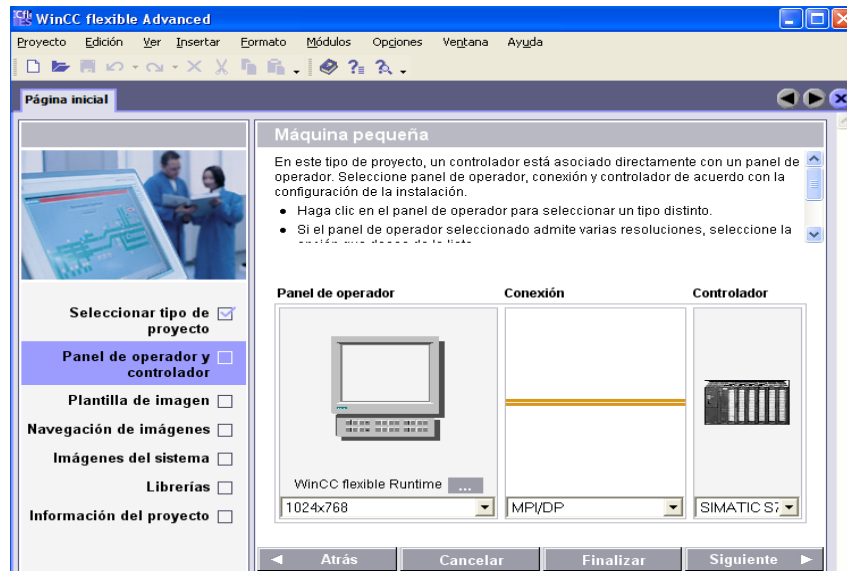 WinCC flexible Advanced
Proyecto Edición Ver Insertar Formato Módulos Opciones Ventana Ayuda
Página inicial
Máquina pequeña
En este tipo de proyecto, un controlador está asociado directamente con un panel de
operador. Seleccione panel de operador, conexión y controlador de acuerdo con la
configuración de la instalación.
• Haga clic en el panel de operador para seleccionar un tipo distinto.
• Si el panel de operador seleccionado admite varias resoluciones, seleccione la
Seleccionar tipo de
proyecto
Panel de operador y
controlador
Plantilla de imagen
Navegación de imágenes
Imágenes del sistema
Librerías
Información del proyecto
Panel de operador Conexión Controlador
WinCC flexible Runtime ...
1024x768 MPI/DP SIMATIC S7
Atrás Cancelar Finalizar Siguiente